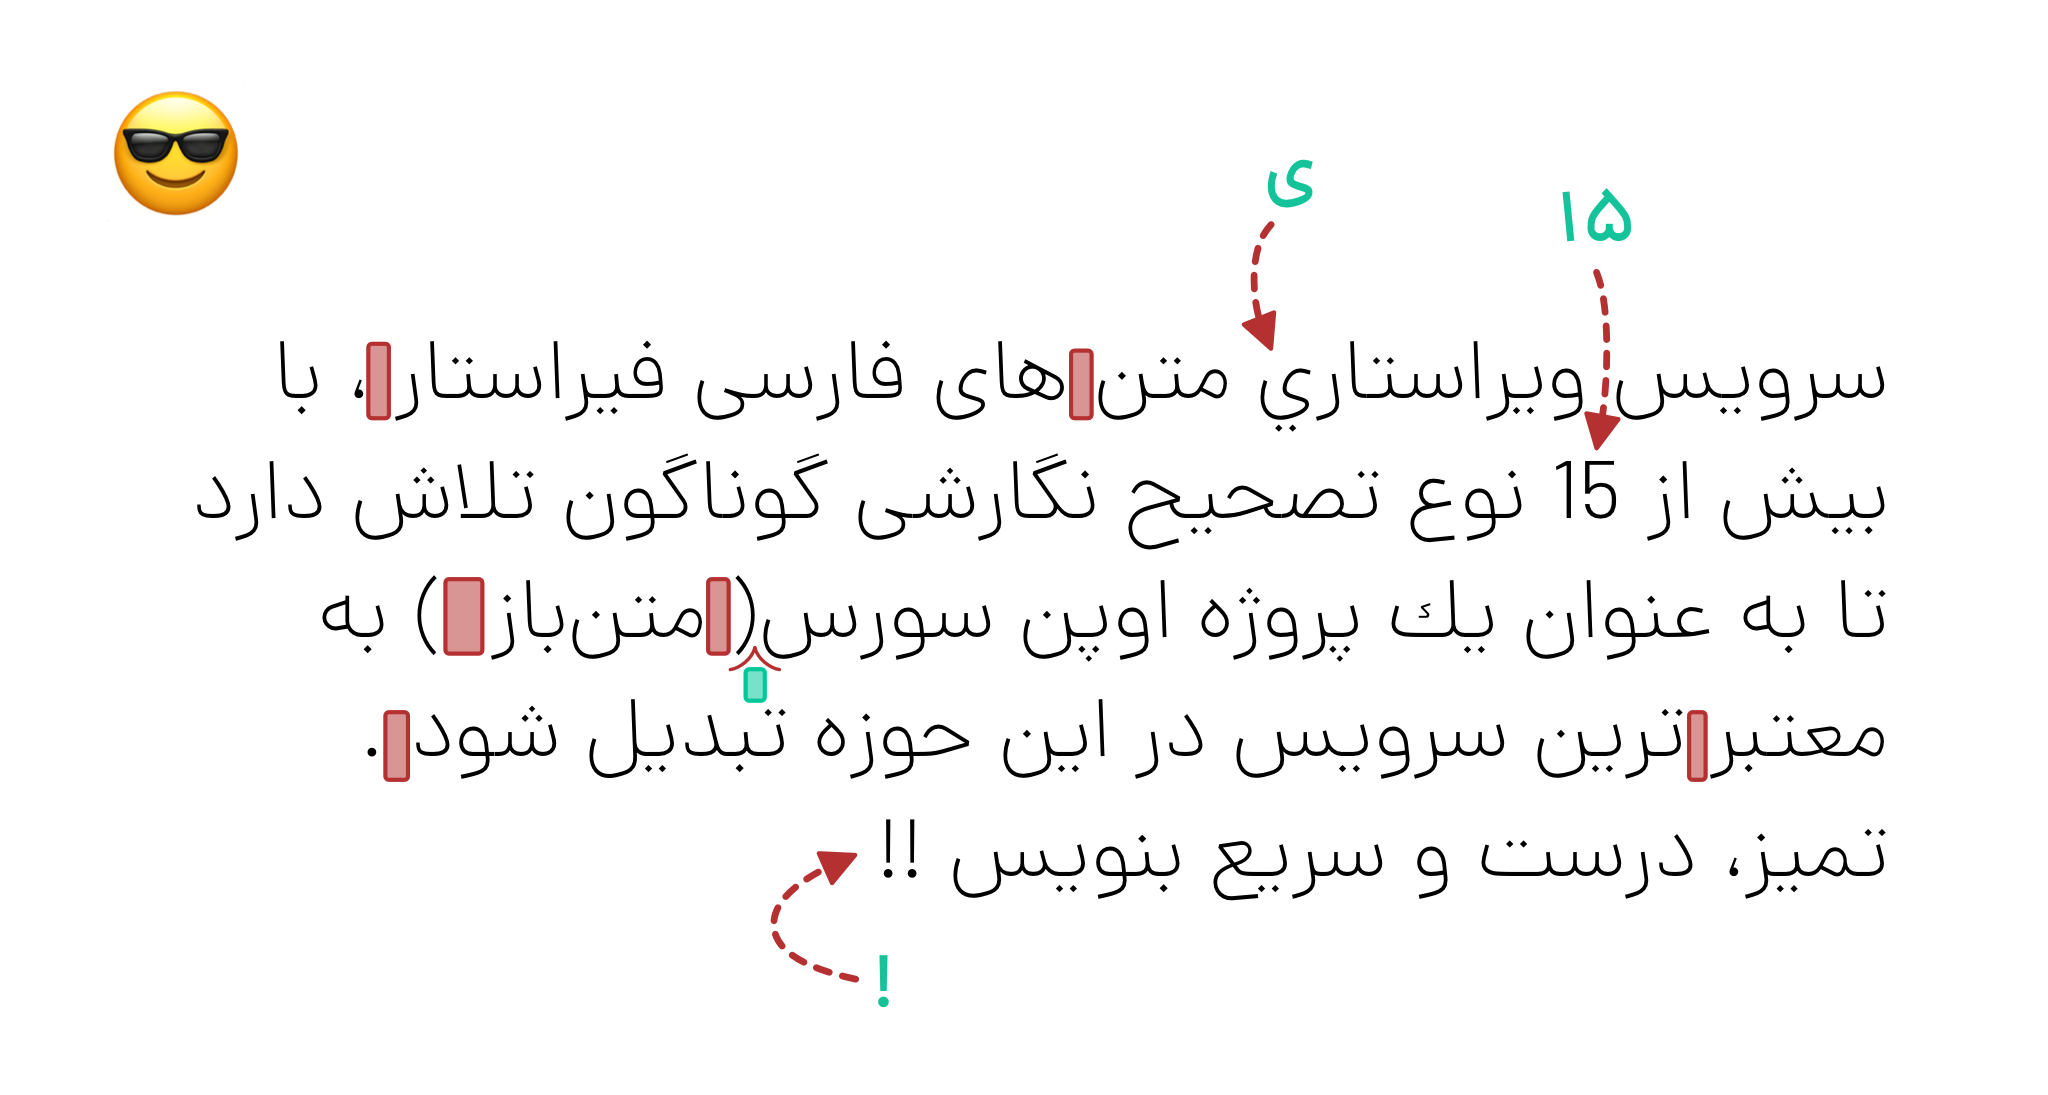 ی
۱۵
سرویس ویراستاري متن های فارسی فیراستار ، با
بیش از 15 نوع تصحیح نگارشی گوناگون تلاش دارد
تا به عنوان يك پروژه اوپن سورس( متن‌باز  ) به
معتبر ترین سرویس در این حوزه تبدیل شود .
تمیز، درست و سریع بنویس !!
!